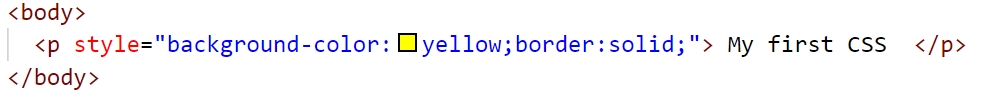 <body>
<p style="background-color:yellow;border:solid;"> My first CSS </p>
</body>